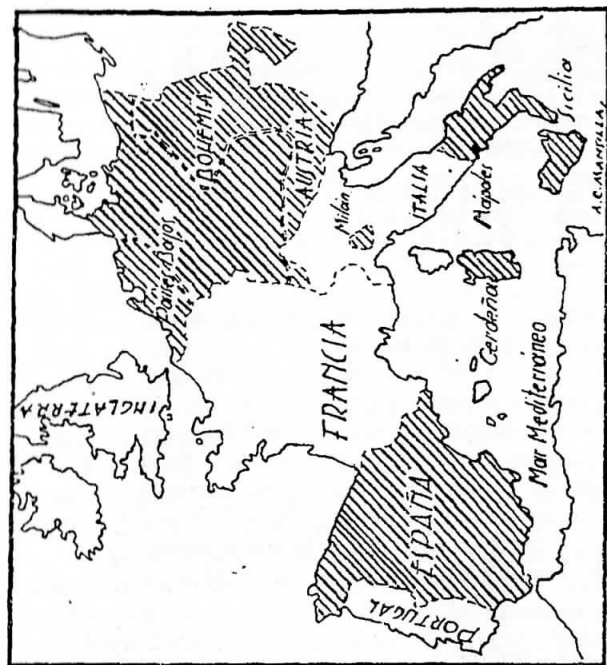 INGLATERRA
Países Bajos
BOHEMIA
AUSTRIA
FRANCIA
Milán
ITALIA
Nápoles
Sicilia
Cerdeña
ESPAÑA
PORTUGAL
Mar Mediterráneo
A.E. MANTILLA.